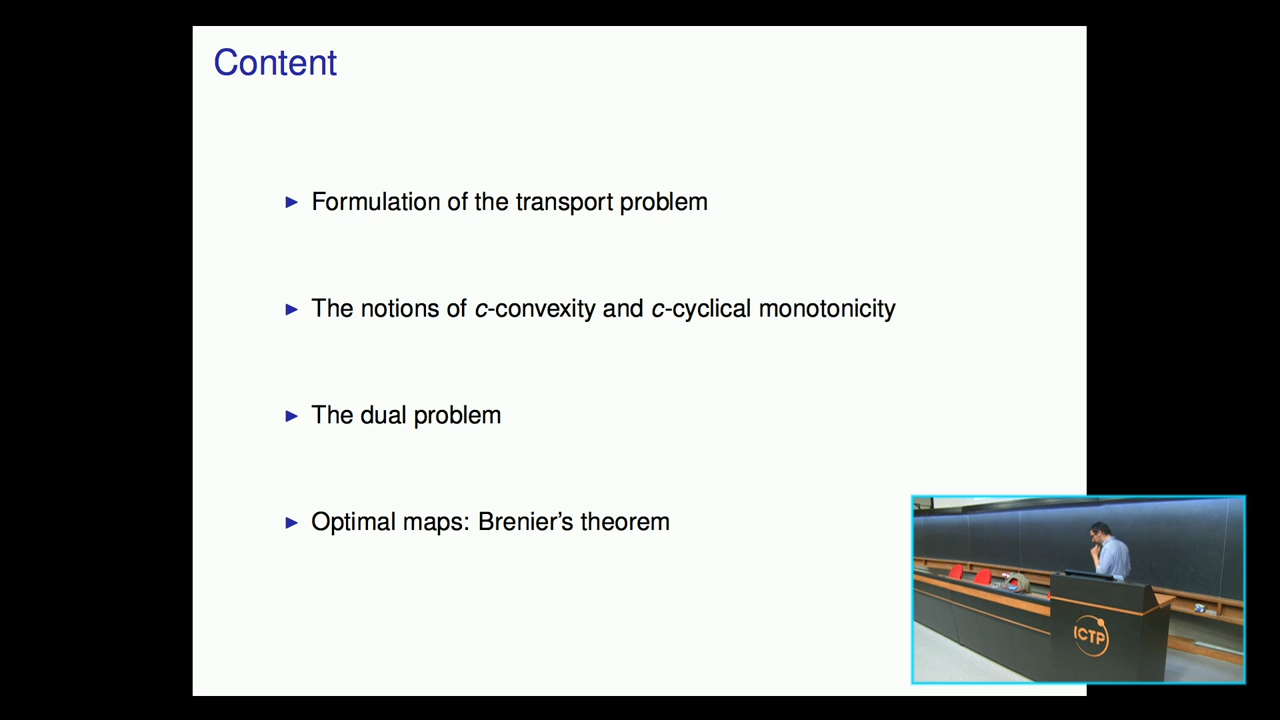 Content
► Formulation of the transport problem
► The notions of c-convexity and c-cyclical monotonicity
► The dual problem
► Optimal maps: Brenier's theorem
ICTP